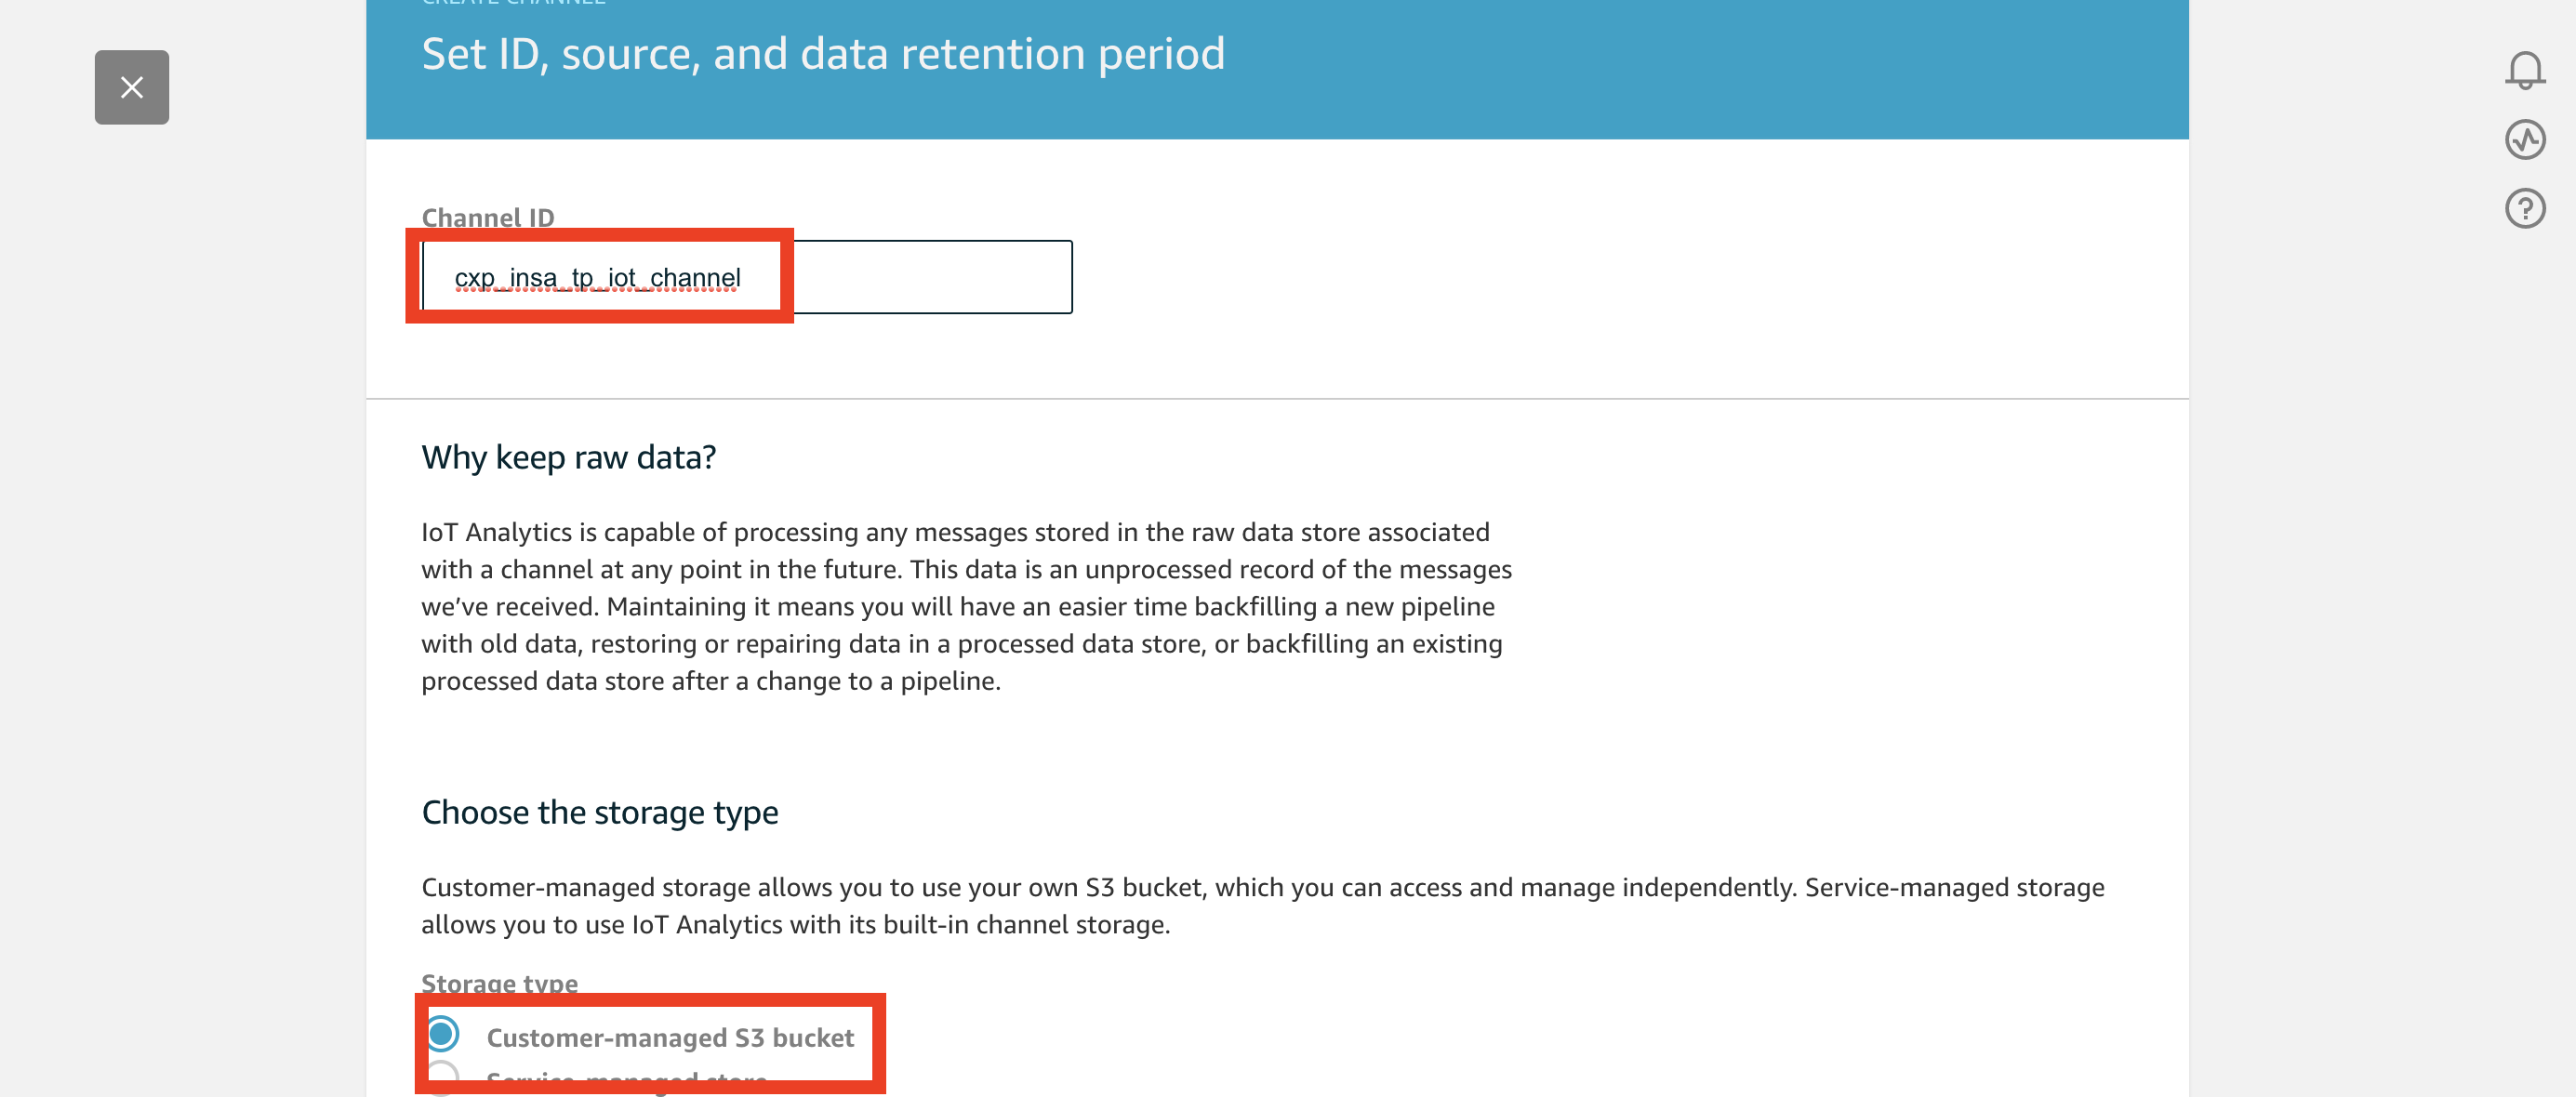 CREATE CHANNEL
Set ID, source, and data retention period
Channel ID
cxp_insa_tp_iot_channel
Why keep raw data?
IoT Analytics is capable of processing any messages stored in the raw data store associated
with a channel at any point in the future. This data is an unprocessed record of the messages
we’ve received. Maintaining it means you will have an easier time backfilling a new pipeline
with old data, restoring or repairing data in a processed data store, or backfilling an existing
processed data store after a change to a pipeline.
Choose the storage type
Customer-managed storage allows you to use your own S3 bucket, which you can access and manage independently. Service-managed storage
allows you to use IoT Analytics with its built-in channel storage.
Storage type
Customer-managed S3 bucket
Service-managed store